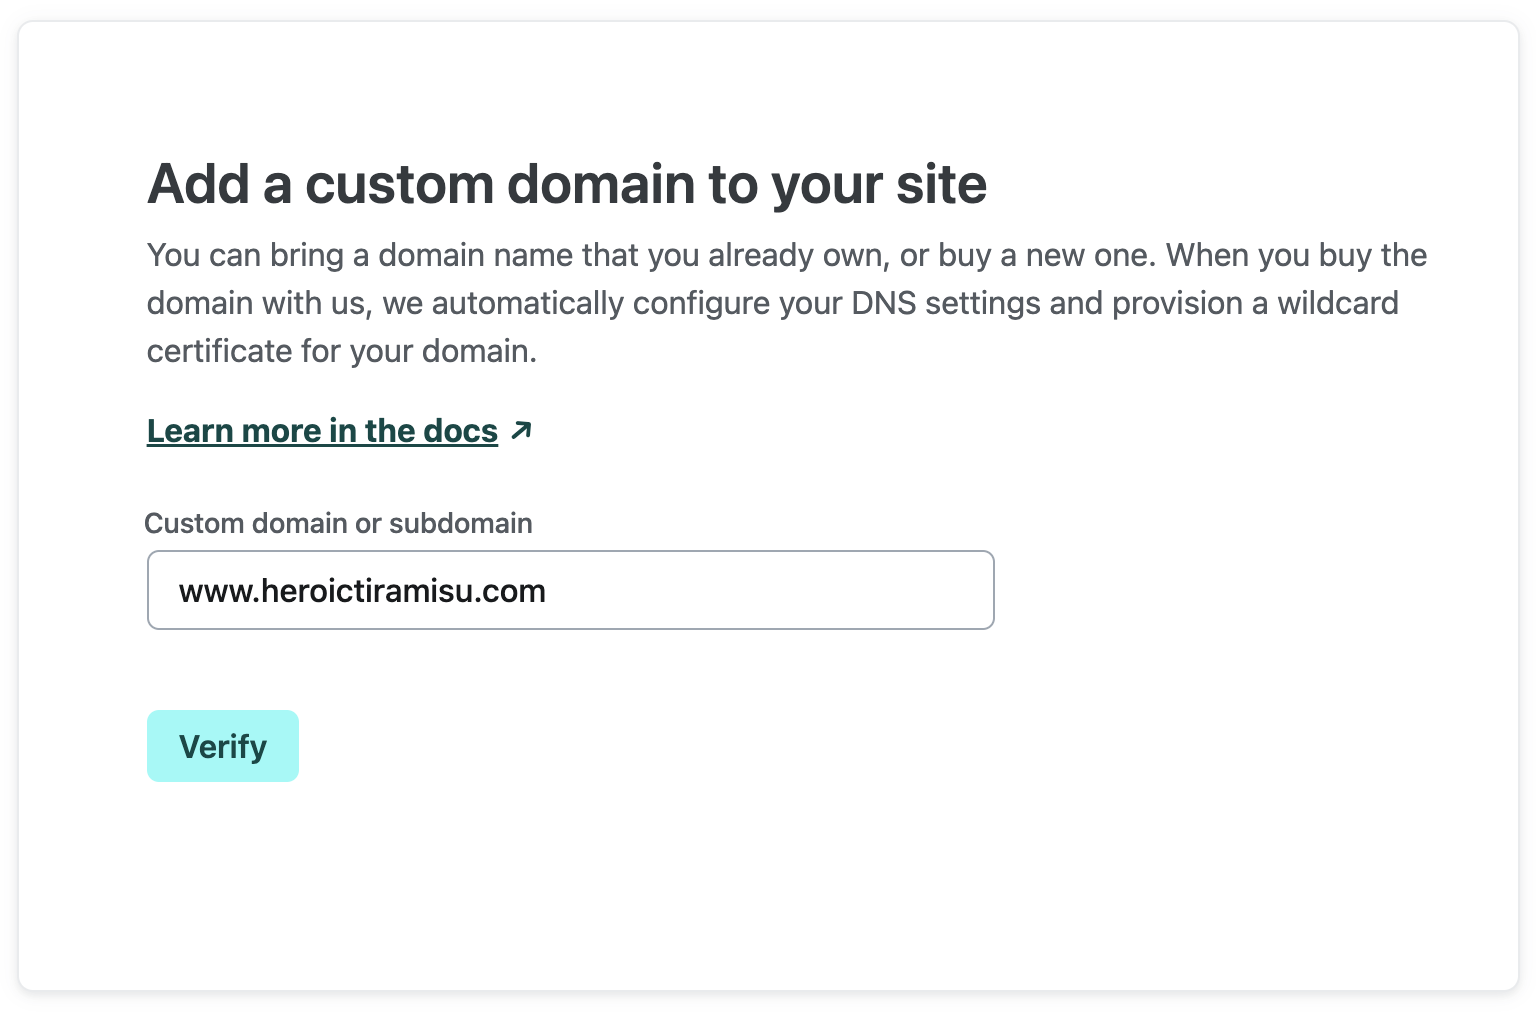 Add a custom domain to your site
You can bring a domain name that you already own, or buy a new one. When you buy the
domain with us, we automatically configure your DNS settings and provision a wildcard
certificate for your domain.
Learn more in the docs ↗
Custom domain or subdomain
www.heroictiramisu.com
Verify